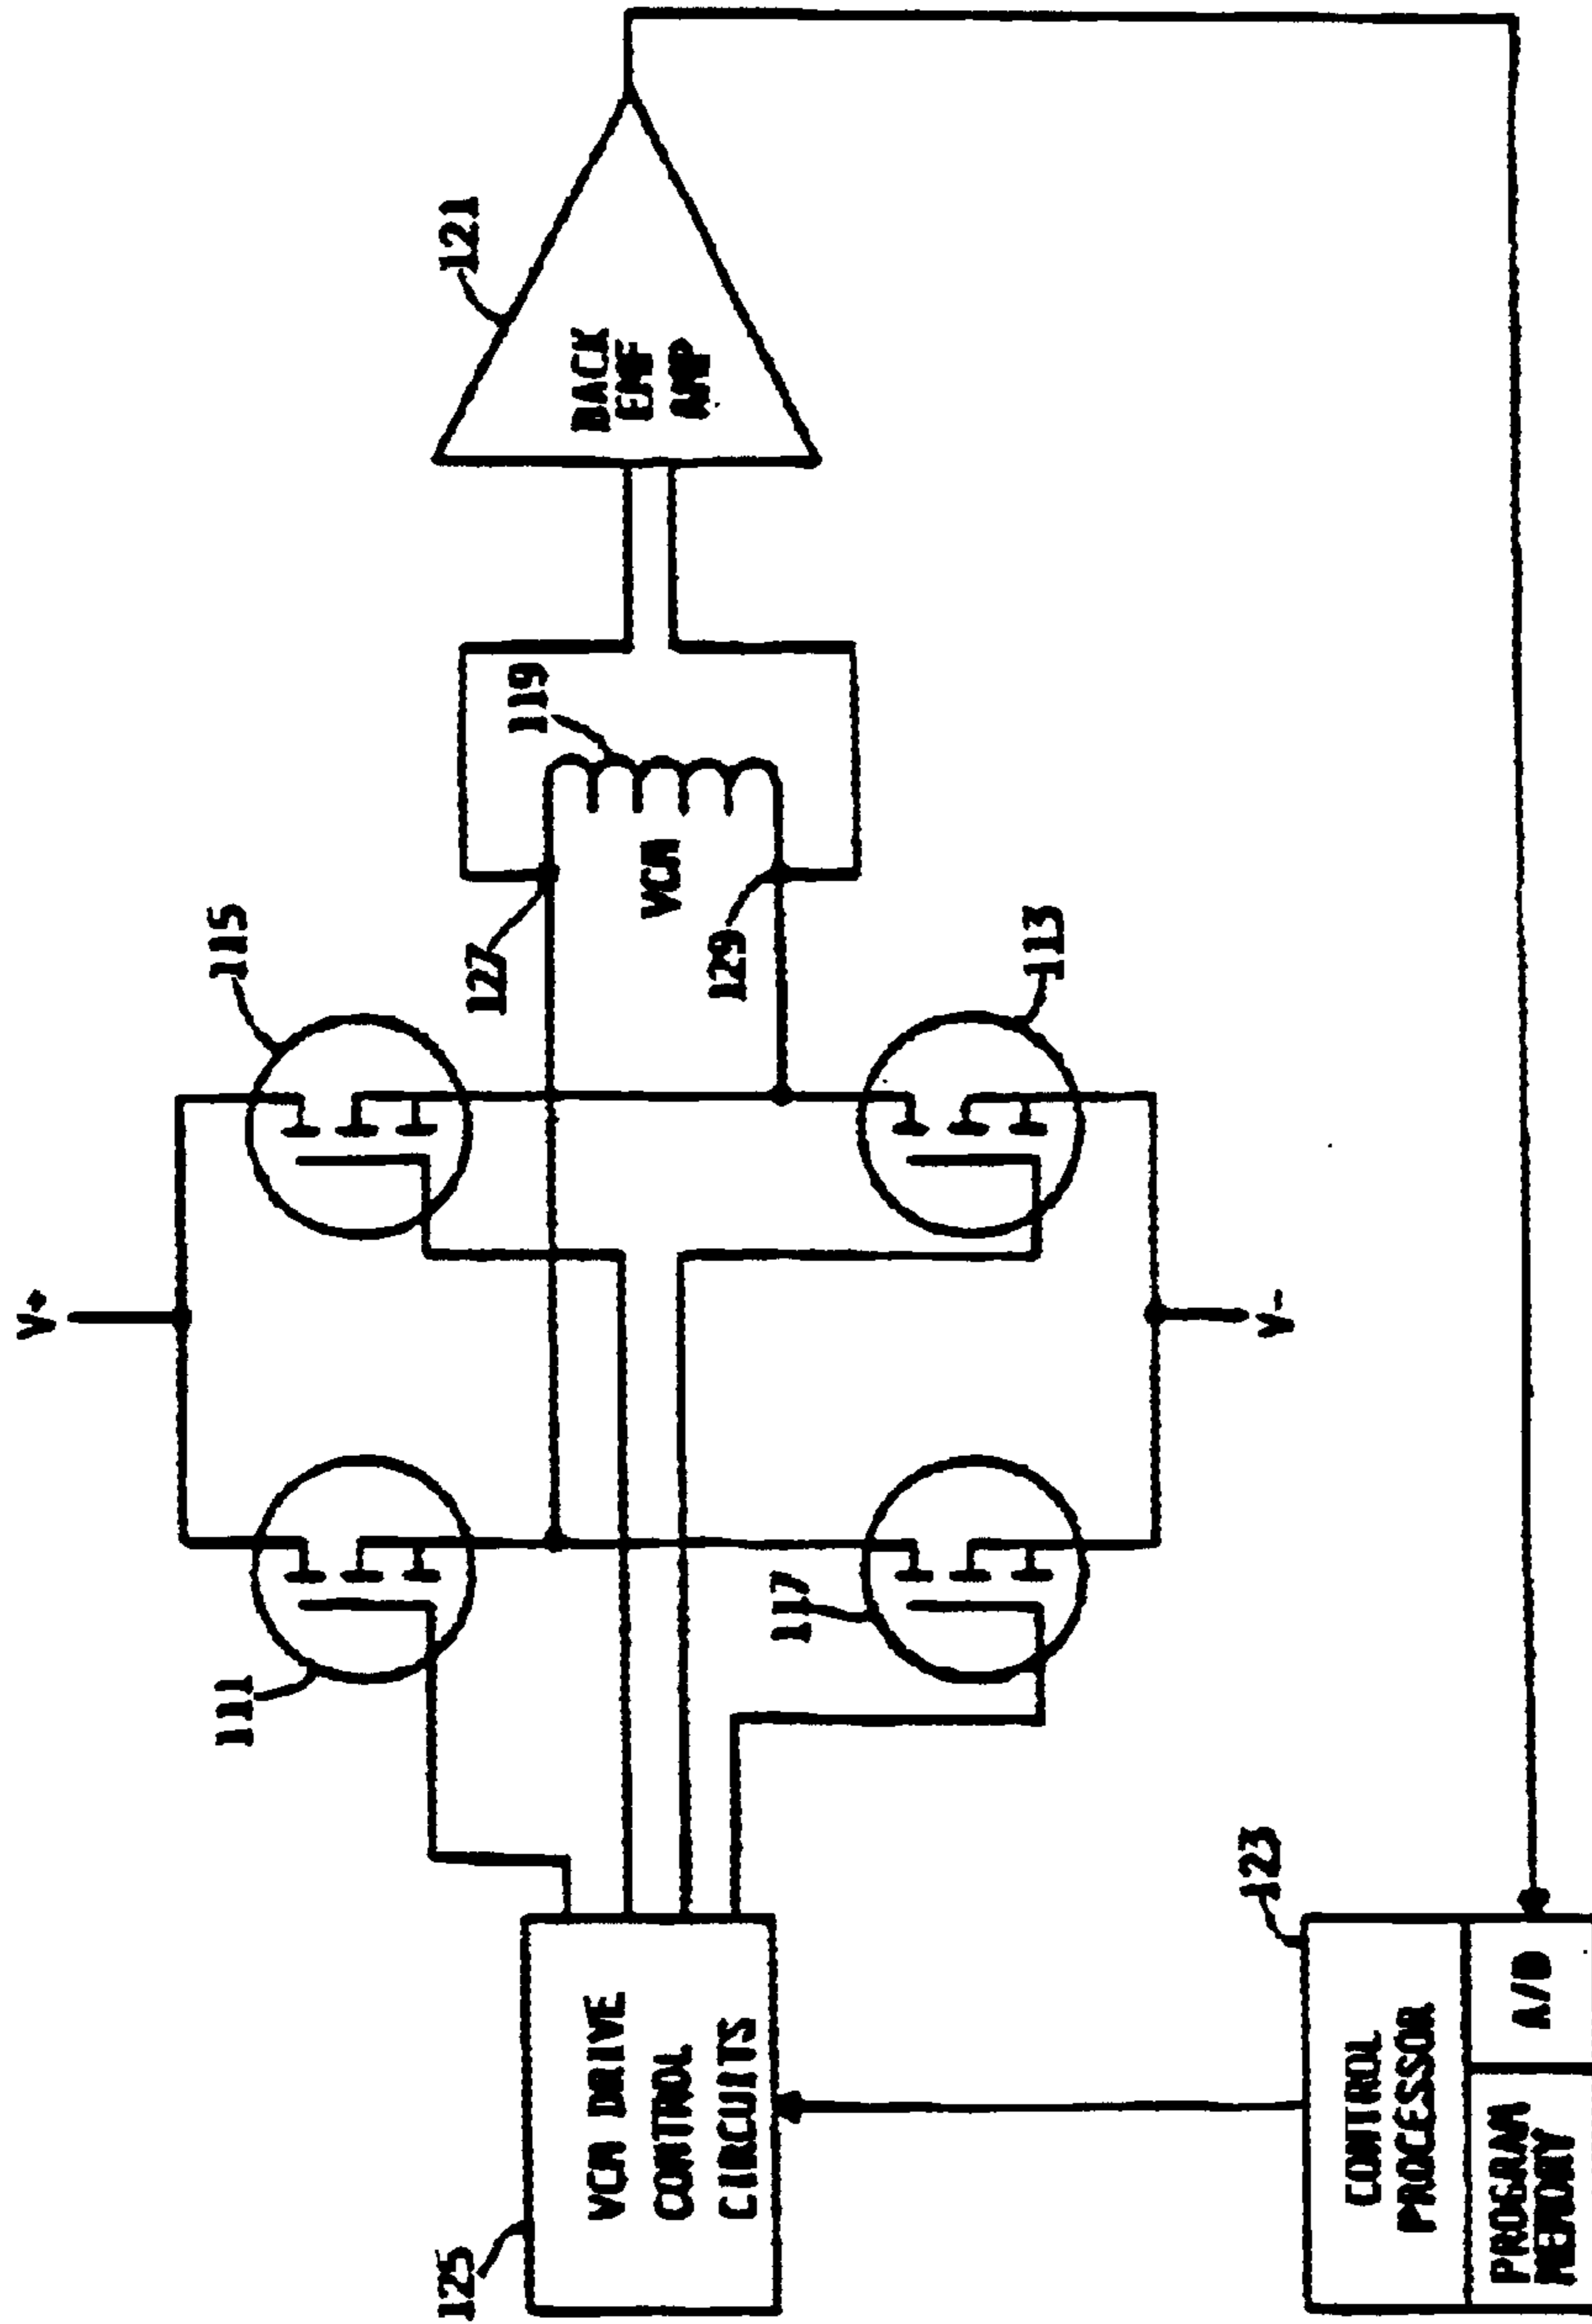 V+
111
115
121
BACK
EMF
AMP
119
127
VCM
129
125
VCM DRIVE
CONTROL
CIRCUITS
117
113
V-
123
CONTROL
PROCESSOR
A/D
PROGRAM
MEMORY